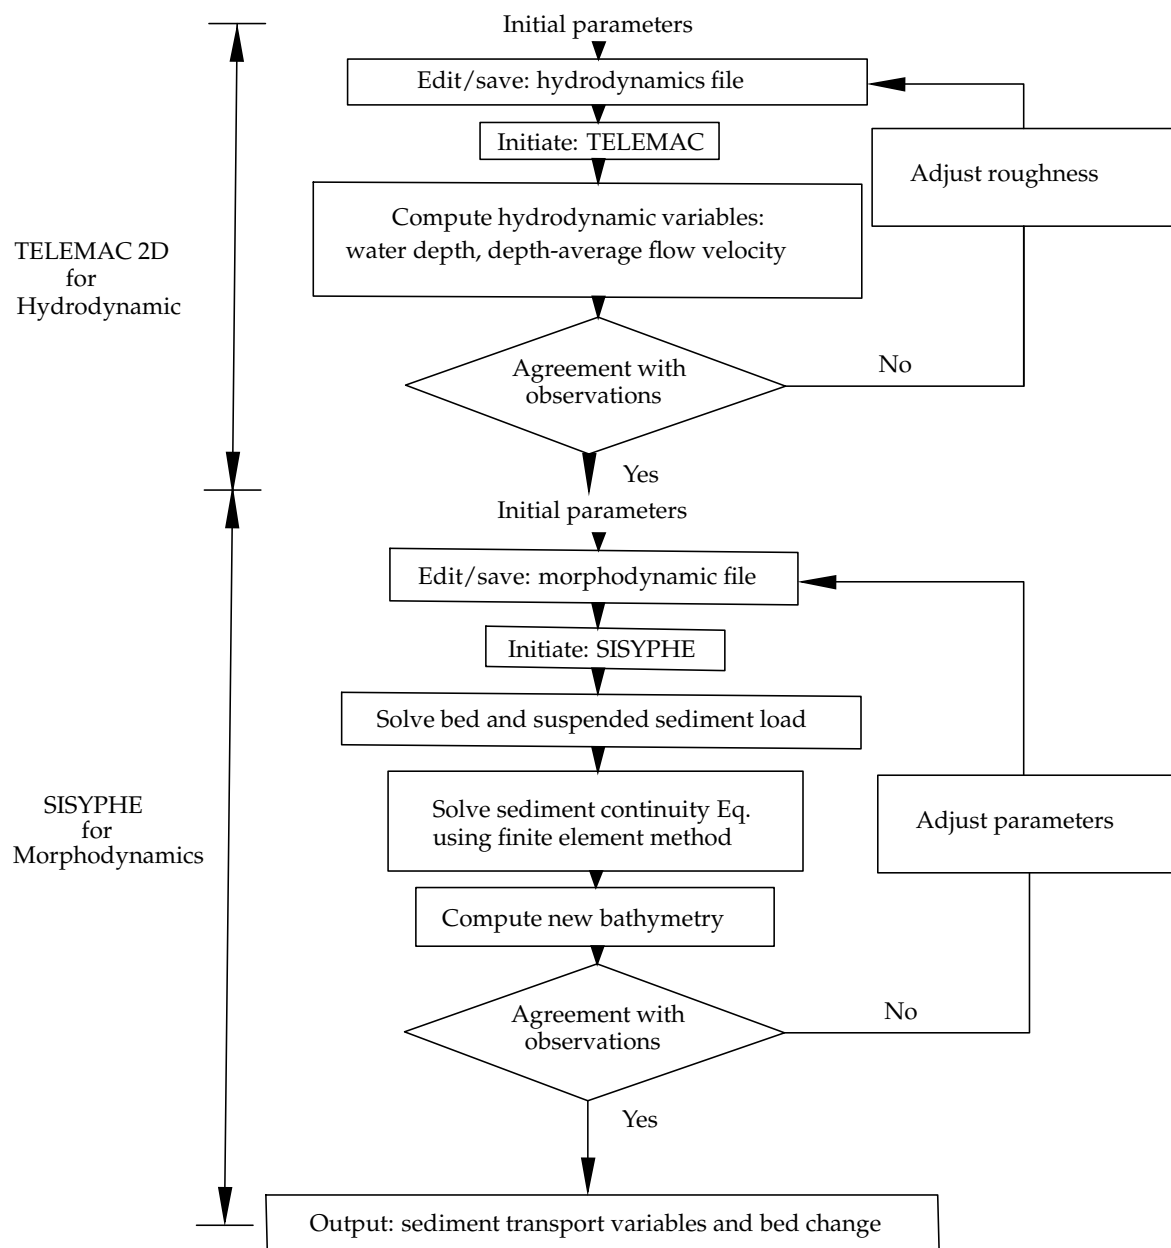 Initial parameters
Edit/save: hydrodynamics file
Initiate: TELEMAC
Adjust roughness
Compute hydrodynamic variables:
water depth, depth-average flow velocity
TELEMAC 2D
for
Hydrodynamic
Agreement with
observations
No
Yes
Initial parameters
Edit/save: morphodynamic file
Initiate: SISYPHE
Solve bed and suspended sediment load
Solve sediment continuity Eq.
using finite element method
Adjust parameters
SISYPHE
for
Morphodynamics
Compute new bathymetry
Agreement with
observations
No
Yes
Output: sediment transport variables and bed change